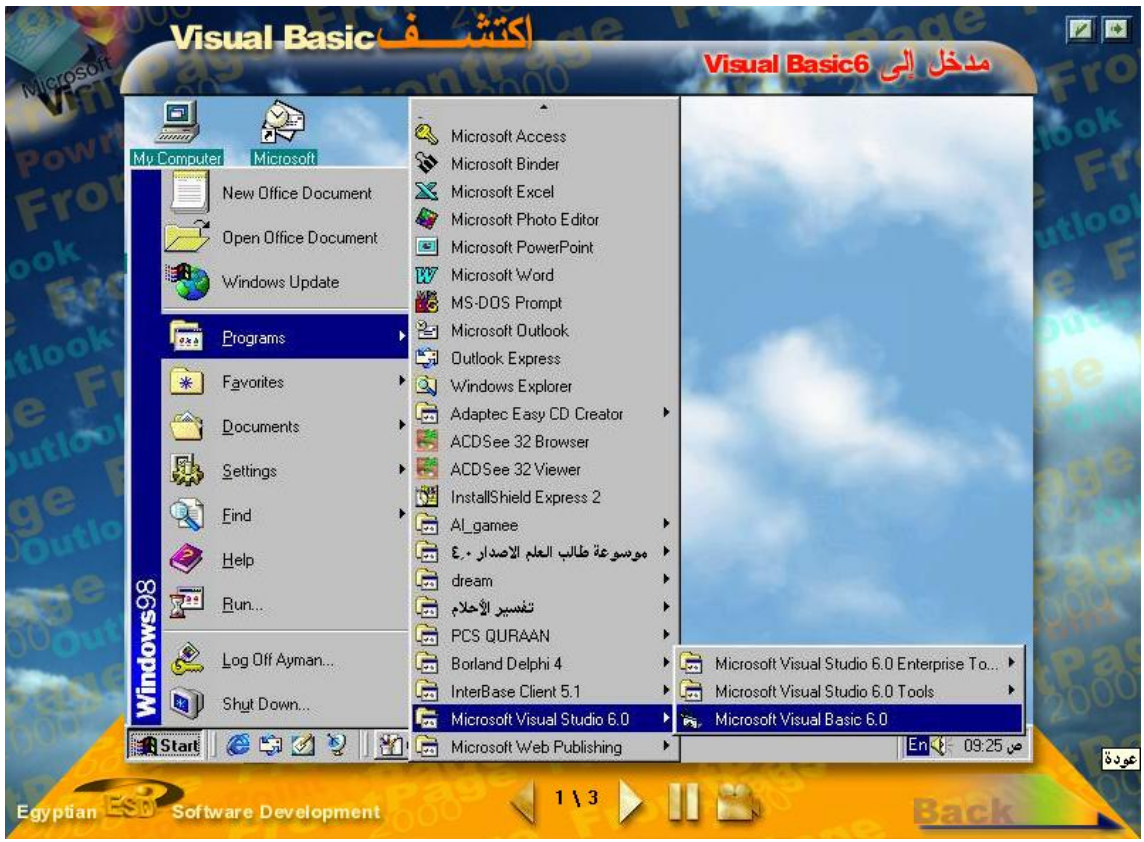 اكتشـــف Visual Basic
مدخل إلى Visual Basic6
Microsoft
My Computer
Microsoft
New Office Document
Open Office Document
Windows Update
Programs
Favorites
Documents
Settings
Find
Help
Run...
Log Off Ayman...
Shut Down...
Windows98
Microsoft Access
Microsoft Binder
Microsoft Excel
Microsoft Photo Editor
Microsoft PowerPoint
Microsoft Word
MS-DOS Prompt
Microsoft Outlook
Outlook Express
Windows Explorer
Adaptec Easy CD Creator
ACDSee 32 Browser
ACDSee 32 Viewer
InstallShield Express 2
Al_gamee
موسوعة طالب العلم الاصدار ٤,٠
dream
تفسير الأحلام
PCS QURAAN
Borland Delphi 4
InterBase Client 5.1
Microsoft Visual Studio 6.0
Microsoft Web Publishing
Microsoft Visual Studio 6.0 Enterprise To...
Microsoft Visual Studio 6.0 Tools
Microsoft Visual Basic 6.0
Start
En
09:25 ص
عودة
Egyptian ESD Software Development
1 \ 3
Back